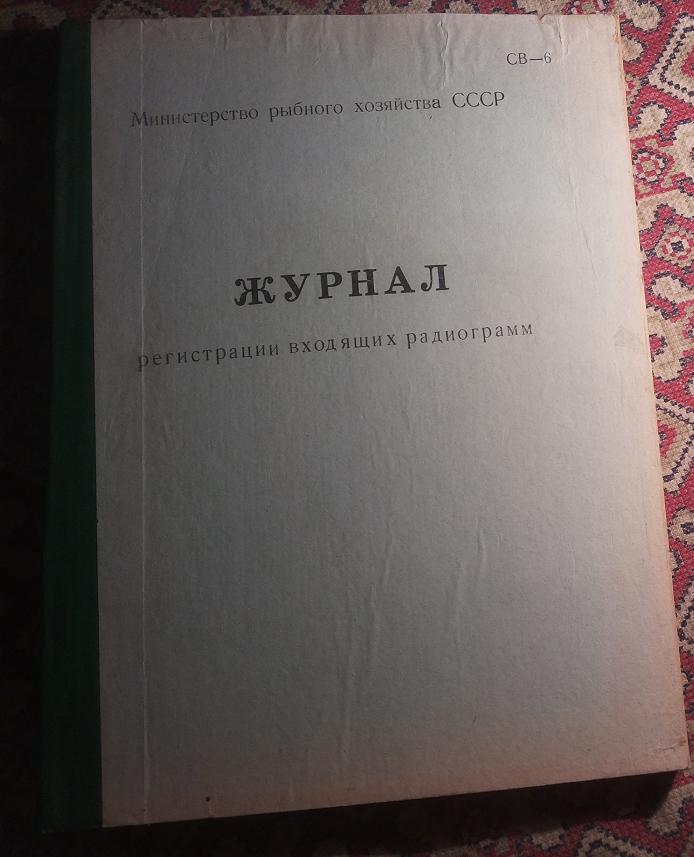 СВ—6
Министерство рыбного хозяйства СССР
ЖУРНАЛ
регистрации входящих радиограмм